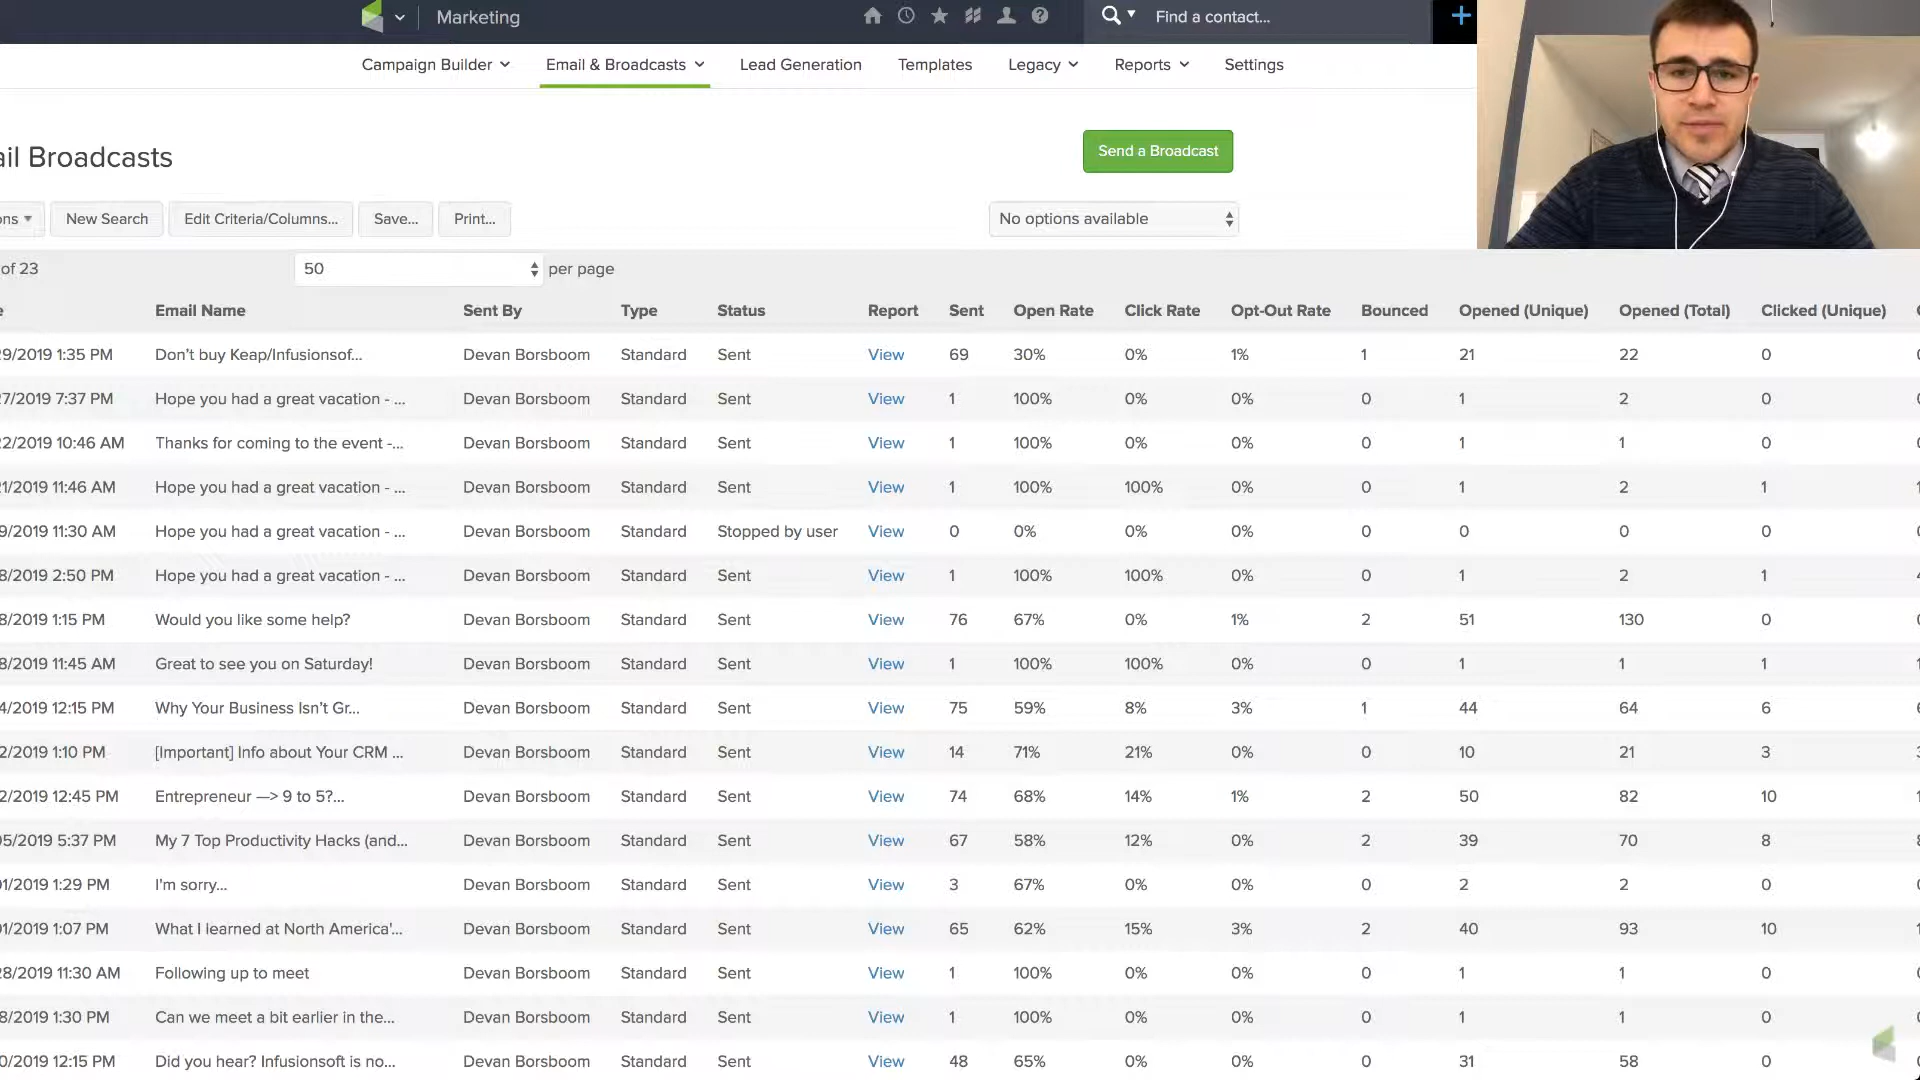 Marketing Find a contact...
Campaign Builder Email & Broadcasts Lead Generation Templates Legacy Reports Settings
ail Broadcasts Send a Broadcast
ons New Search Edit Criteria/Columns... Save... Print... No options available
of 23 50 per page
e Email Name Sent By Type Status Report Sent Open Rate Click Rate Opt-Out Rate Bounced Opened (Unique) Opened (Total) Clicked (Unique)
29/2019 1:35 PM Don't buy Keap/Infusionsof... Devan Borsboom Standard Sent View 69 30% 0% 1% 1 21 22 0
27/2019 7:37 PM Hope you had a great vacation - ... Devan Borsboom Standard Sent View 1 100% 0% 0% 0 1 2 0
22/2019 10:46 AM Thanks for coming to the event -... Devan Borsboom Standard Sent View 1 100% 0% 0% 0 1 1 0
21/2019 11:46 AM Hope you had a great vacation - ... Devan Borsboom Standard Sent View 1 100% 100% 0% 0 1 2 1
9/2019 11:30 AM Hope you had a great vacation - ... Devan Borsboom Standard Stopped by user View 0 0% 0% 0% 0 0 0 0
8/2019 2:50 PM Hope you had a great vacation - ... Devan Borsboom Standard Sent View 1 100% 100% 0% 0 1 2 1
8/2019 1:15 PM Would you like some help? Devan Borsboom Standard Sent View 76 67% 0% 1% 2 51 130 0
8/2019 11:45 AM Great to see you on Saturday! Devan Borsboom Standard Sent View 1 100% 100% 0% 0 1 1 1
4/2019 12:15 PM Why Your Business Isn't Gr... Devan Borsboom Standard Sent View 75 59% 8% 3% 1 44 64 6
2/2019 1:10 PM [Important] Info about Your CRM ... Devan Borsboom Standard Sent View 14 71% 21% 0% 0 10 21 3
2/2019 12:45 PM Entrepreneur —> 9 to 5?... Devan Borsboom Standard Sent View 74 68% 14% 1% 2 50 82 10
05/2019 5:37 PM My 7 Top Productivity Hacks (and... Devan Borsboom Standard Sent View 67 58% 12% 0% 2 39 70 8
01/2019 1:29 PM I'm sorry... Devan Borsboom Standard Sent View 3 67% 0% 0% 0 2 2 0
01/2019 1:07 PM What I learned at North America'... Devan Borsboom Standard Sent View 65 62% 15% 3% 2 40 93 10
28/2019 11:30 AM Following up to meet Devan Borsboom Standard Sent View 1 100% 0% 0% 0 1 1 0
8/2019 1:30 PM Can we meet a bit earlier in the... Devan Borsboom Standard Sent View 1 100% 0% 0% 0 1 1 0
0/2019 12:15 PM Did you hear? Infusionsoft is no... Devan Borsboom Standard Sent View 48 65% 0% 0% 0 31 58 0